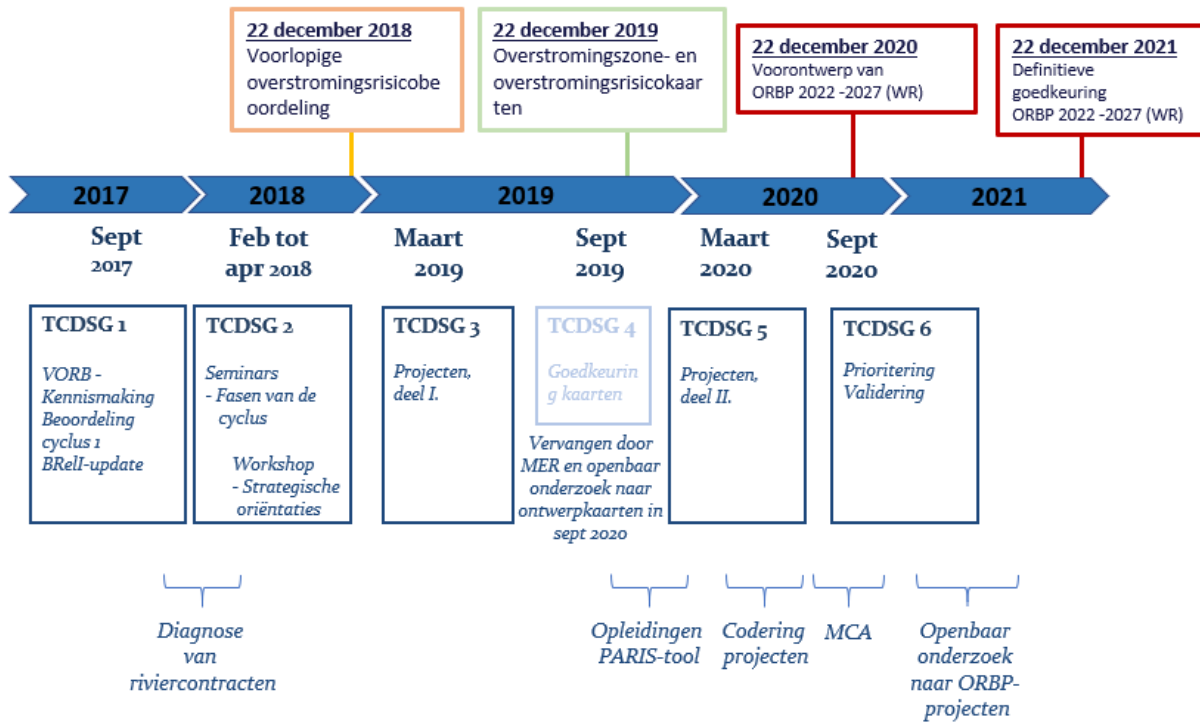 22 december 2018
Voorlopige
overstromingsrisicobe
oordeling
22 december 2019
Overstromingszone- en
overstromingsrisicokaar
ten
22 december 2020
Voorontwerp van
ORBP 2022 -2027 (WR)
22 december 2021
Definitieve
goedkeuring
ORBP 2022 -2027 (WR)
2017
2018
2019
2020
2021
Sept
2017
Feb tot
apr 2018
Maart
2019
Sept
2019
Maart
2020
Sept
2020
TCDSG 1
VORB -
Kennismaking
Beoordeling
cyclus 1
BRelI-update
TCDSG 2
Seminars
- Fasen van de
cyclus
Workshop
- Strategische
oriëntaties
TCDSG 3
Projecten,
deel I.
TCDSG 4
Goedkeurin
g kaarten
Vervangen door
MER en openbaar
onderzoek naar
ontwerpkaarten in
sept 2020
TCDSG 5
Projecten,
deel II.
TCDSG 6
Prioritering
Validering
Diagnose
van
riviercontracten
Opleidingen
PARIS-tool
Codering
projecten
MCA
Openbaar
onderzoek
naar ORBP-
projecten